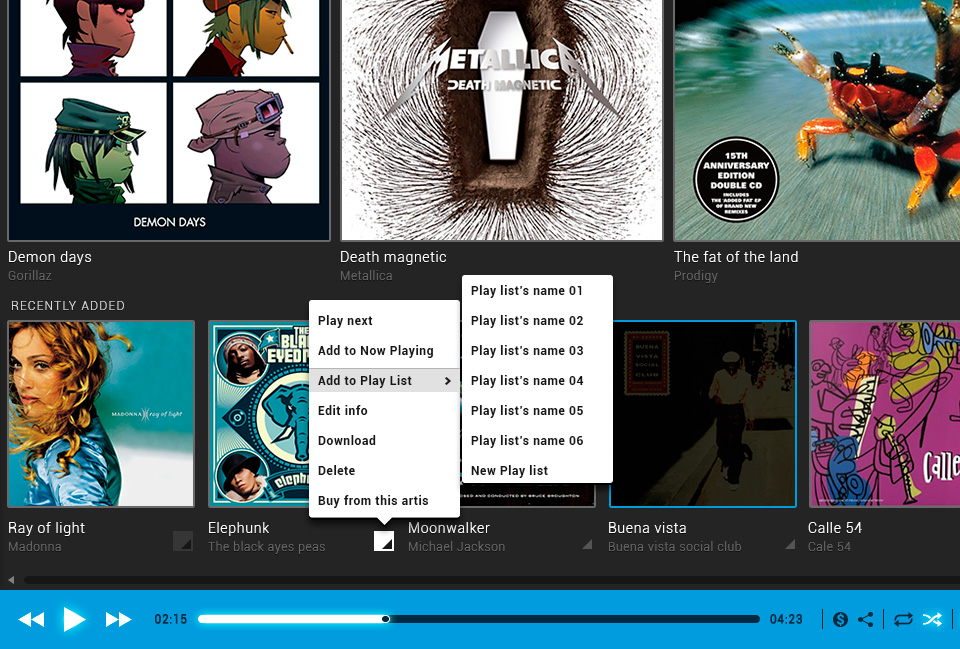 DEMON DAYS
METALLICA
DEATH MAGNETIC
15TH
ANNIVERSARY
EDITION
DOUBLE CD
INCLUDES
THE 'ADDED FAT EP
OF BRAND NEW
REMIXES
Demon days
Gorillaz
Death magnetic
Metallica
The fat of the land
Prodigy
RECENTLY ADDED
Play next
Add to Now Playing
Add to Play List
Edit info
Download
Delete
Buy from this artis
Play list's name 01
Play list's name 02
Play list's name 03
Play list's name 04
Play list's name 05
Play list's name 06
New Play list
MADONNA ray of light
THE
BLA
EYED
eleph
AND CONDUCTED BY BRUCE BROUGHTON
BUENA
VISTA
SOCIAL
CLUB
Calle
Ray of light
Madonna
Elephunk
The black ayes peas
Moonwalker
Michael Jackson
Buena vista
Buena vista social club
Calle 54
Cale 54
02:15
04:23